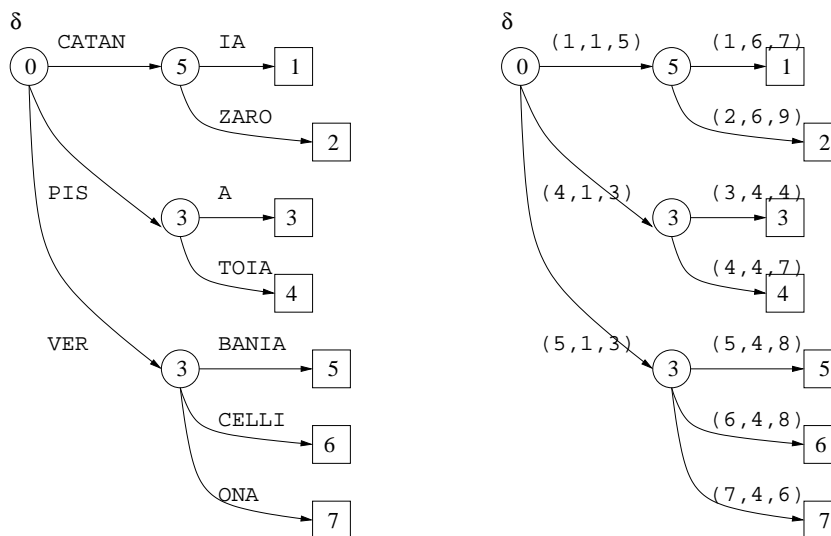 δ
CATAN
IA
0
5
1
ZARO
2
PIS
A
3
3
TOIA
4
VER
BANIA
3
5
CELLI
6
ONA
7
δ
(1,1,5)
(1,6,7)
0
5
1
(2,6,9)
2
(4,1,3)
(3,4,4)
3
3
(4,4,7)
4
(5,1,3)
(5,4,8)
3
5
(6,4,8)
6
(7,4,6)
7